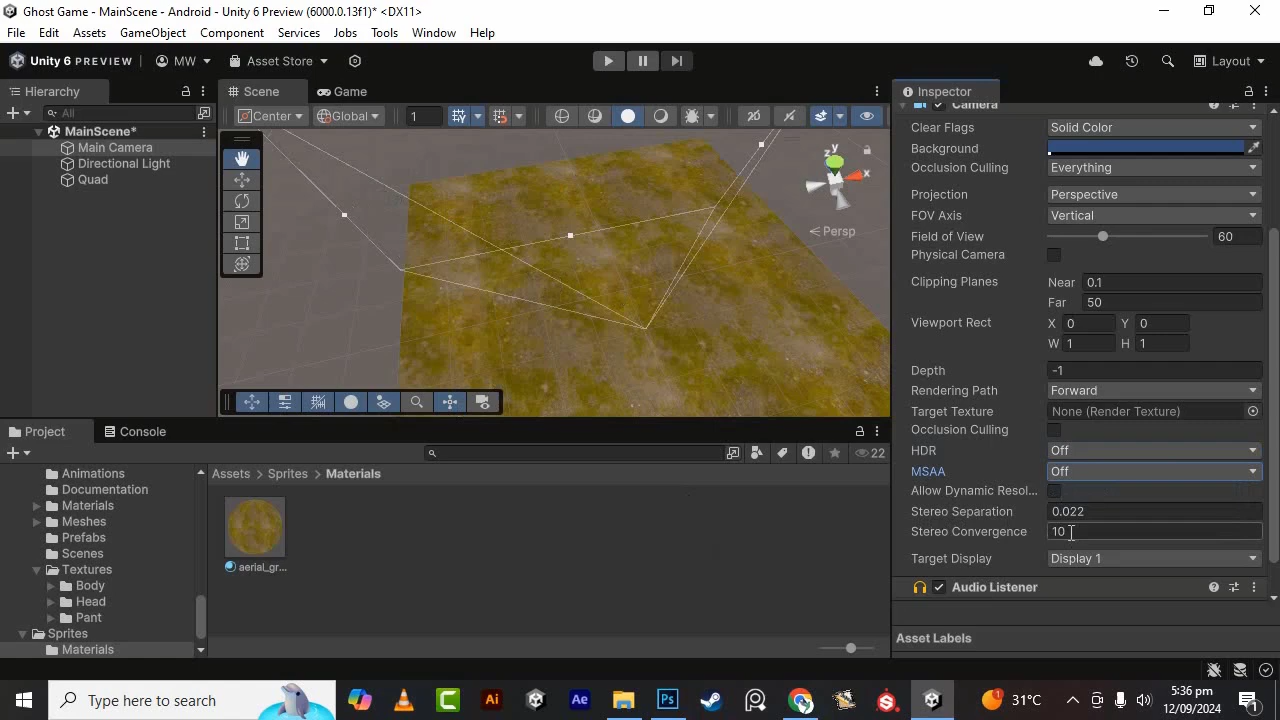 Ghost Game - MainScene - Android - Unity 6 Preview (6000.0.13f1)* <DX11>
File Edit Assets GameObject Component Services Jobs Tools Window Help
Unity 6 PREVIEW MW Asset Store Layout
Hierarchy Scene Game Inspector
All Center Global 1 2D
MainScene*
Main Camera
Directional Light
Quad
z y x
Persp
Camera
Clear Flags Solid Color
Background
Occlusion Culling Everything
Projection Perspective
FOV Axis Vertical
Field of View 60
Physical Camera
Clipping Planes Near 0.1
Far 50
Viewport Rect X 0 Y 0
W 1 H 1
Depth -1
Rendering Path Forward
Target Texture None (Render Texture)
Occlusion Culling
HDR Off
MSAA Off
Allow Dynamic Resol...
Stereo Separation 0.022
Stereo Convergence 10
Target Display Display 1
Audio Listener
Asset Labels
Project Console
22
Animations
Documentation
Materials
Meshes
Prefabs
Scenes
Textures
Body
Head
Pant
Sprites
Materials
Assets > Sprites > Materials
aerial_gr...
Type here to search Ai Ae Ps 1 31°C 5:36 pm
12/09/2024 1